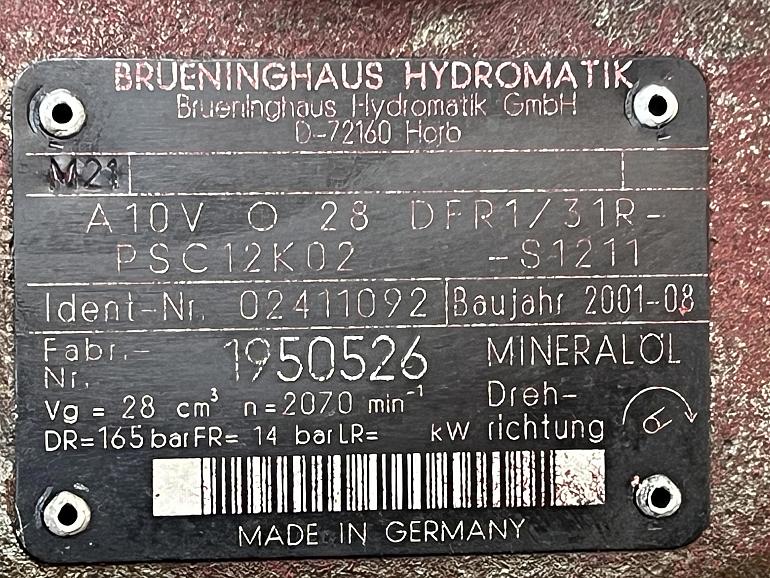 BRUENINGHAUS HYDROMATIK
Brueninghaus Hydromatik GmbH
D-72160 Horb
M21
A10V O 28 DFR1/31R-
PSC12K02 -S1211
Ident-Nr. 02411092 Baujahr 2001-08
Fabr.-Nr. 1950526 MINERALÖL
Vg = 28 cm³ n=2070 min⁻¹ Dreh-
DR=165 bar FR= 14 bar LR= kW richtung
MADE IN GERMANY